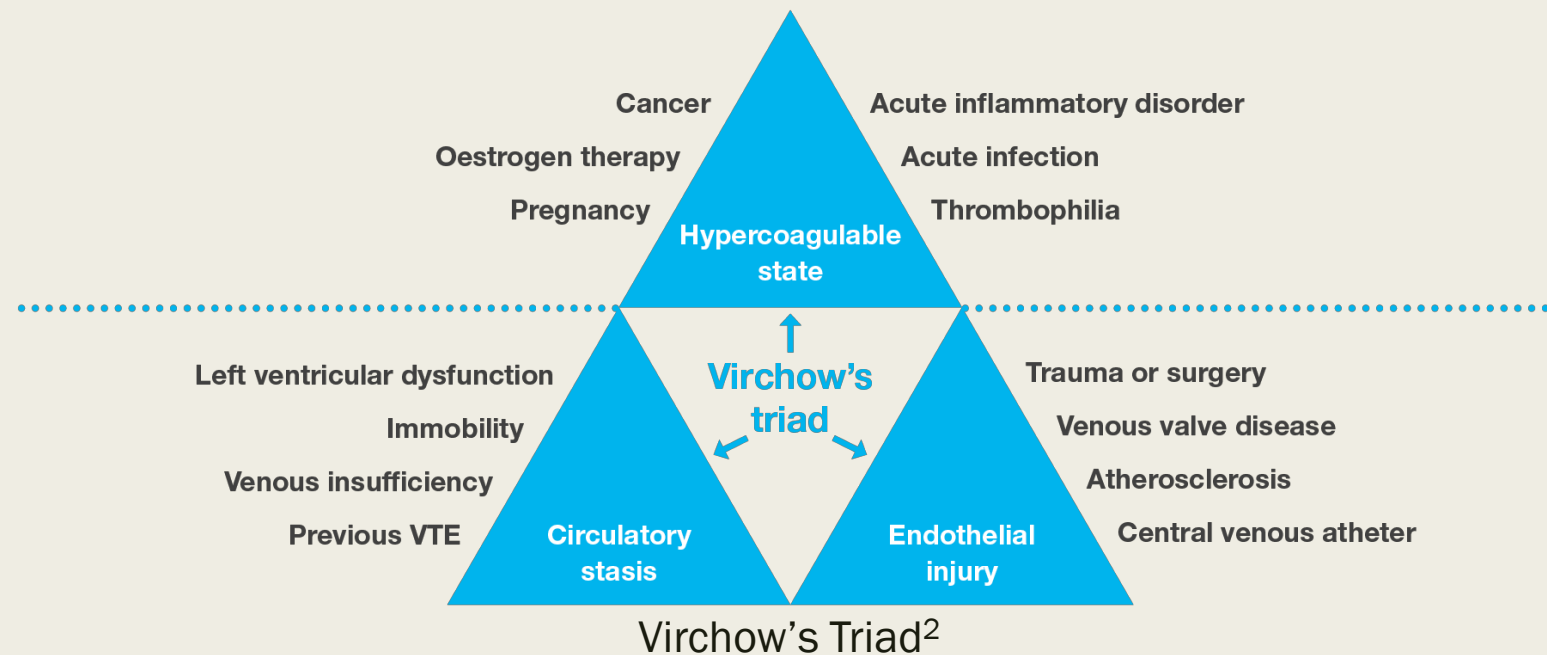 Cancer
Oestrogen therapy
Pregnancy
Acute inflammatory disorder
Acute infection
Thrombophilia
Hypercoagulable
state
Virchow's
triad
Left ventricular dysfunction
Immobility
Venous insufficiency
Previous VTE
Circulatory
stasis
Endothelial
injury
Trauma or surgery
Venous valve disease
Atherosclerosis
Central venous atheter
Virchow's Triad²